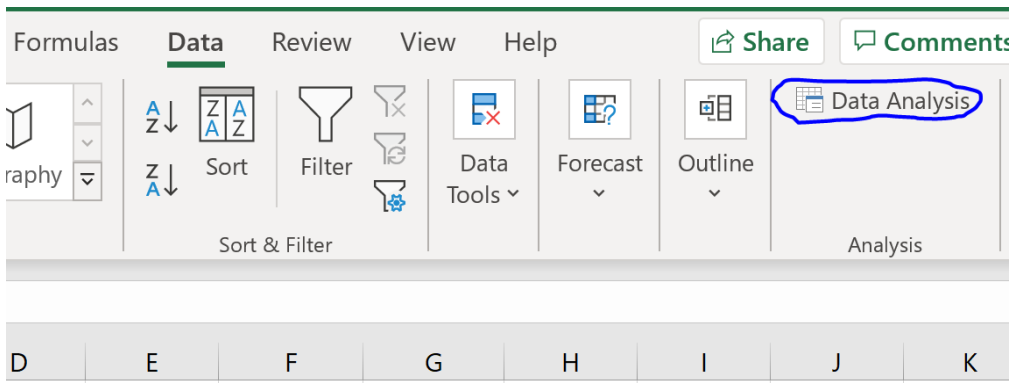 Formulas Data Review View Help Share Comments
A Z
Z A
Z A A Z
raphy
Sort
Filter
Data Tools
Forecast
Outline
Data Analysis
Sort & Filter
Analysis
D E F G H I J K